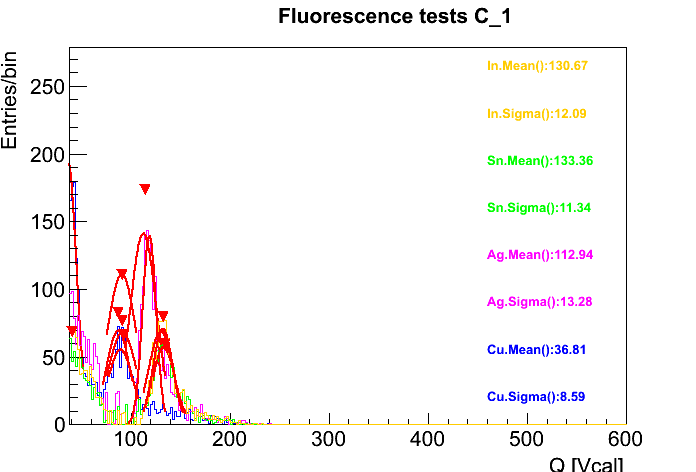 Fluorescence tests C_1
Entries/bin
250
200
150
100
50
0
100
200
300
400
500
600
Q [Vcal]
In.Mean():130.67
In.Sigma():12.09
Sn.Mean():133.36
Sn.Sigma():11.34
Ag.Mean():112.94
Ag.Sigma():13.28
Cu.Mean():36.81
Cu.Sigma():8.59